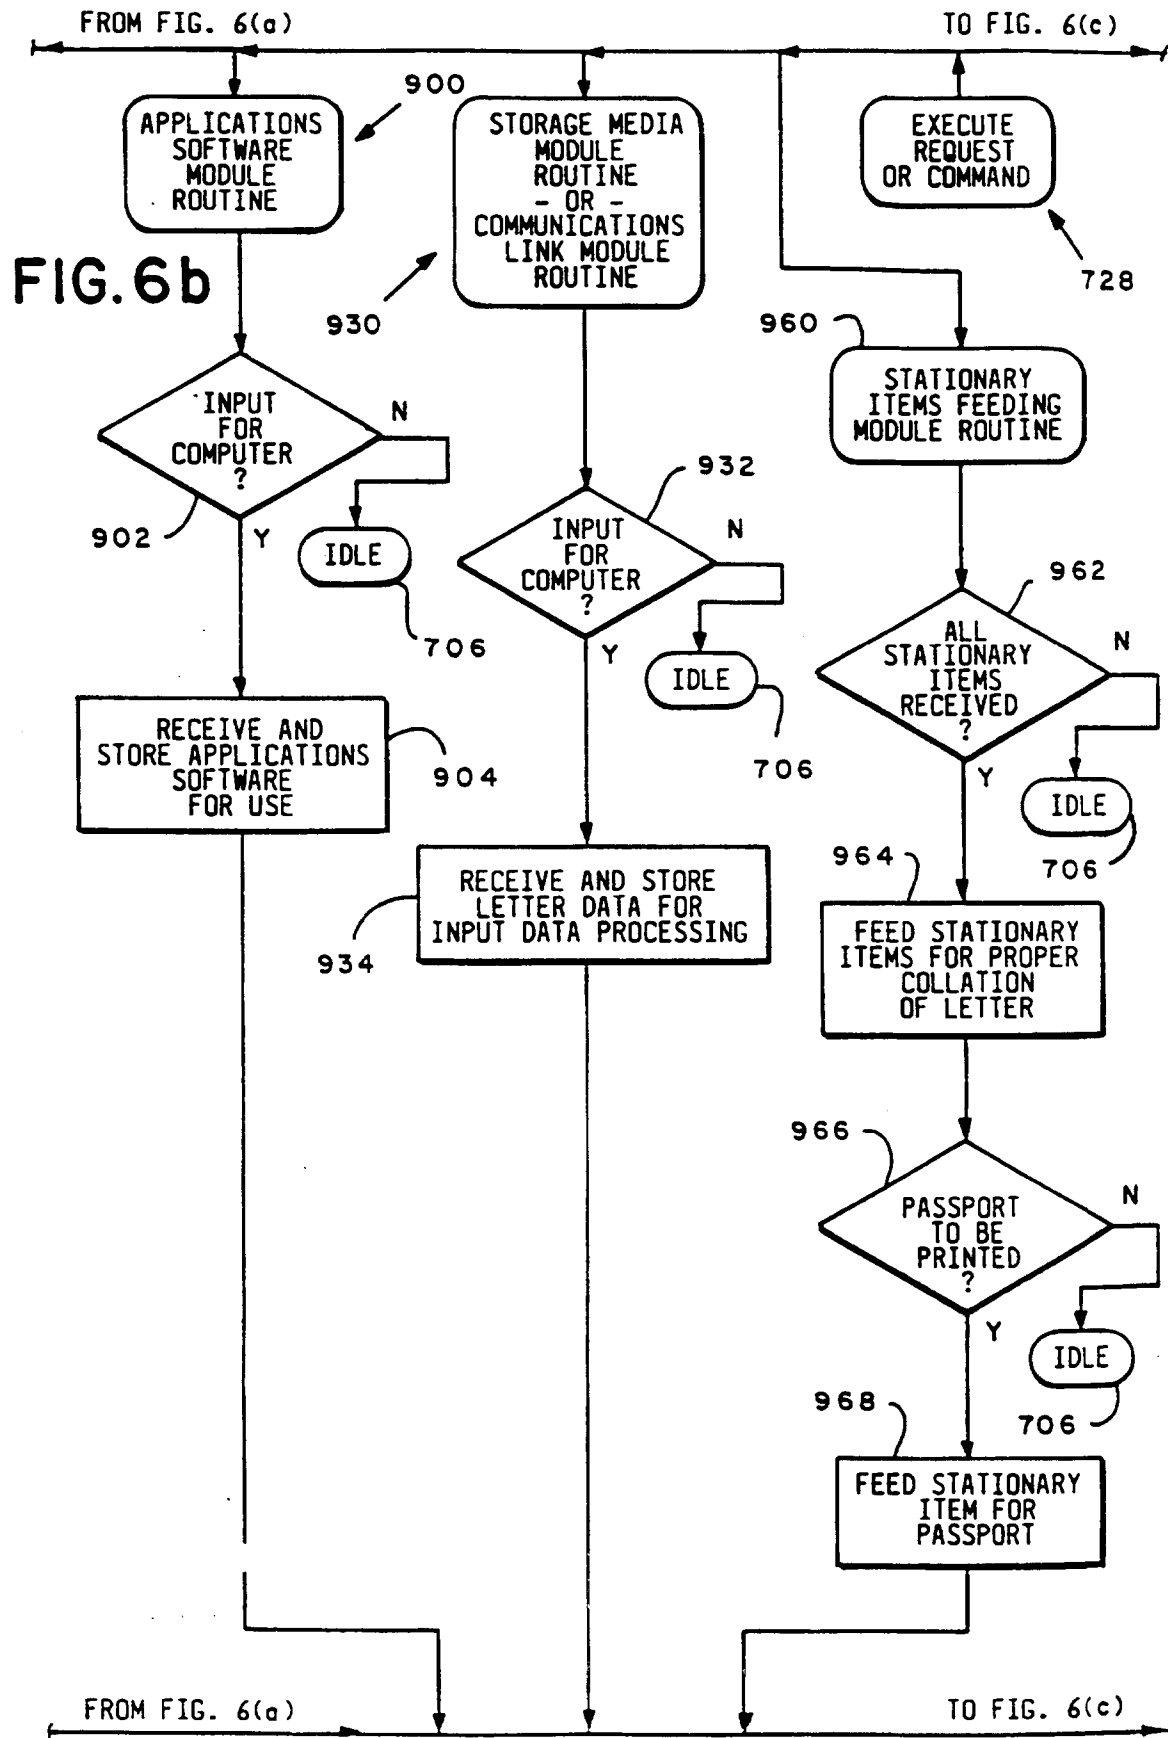 FROM FIG. 6(a)
TO FIG. 6(c)
900
APPLICATIONS
SOFTWARE
MODULE
ROUTINE
STORAGE MEDIA
MODULE
ROUTINE
- OR -
COMMUNICATIONS
LINK MODULE
ROUTINE
EXECUTE
REQUEST
OR COMMAND
728
FIG. 6b
930
960
STATIONARY
ITEMS FEEDING
MODULE ROUTINE
INPUT
FOR
COMPUTER
?
N
902
Y
IDLE
706
932
INPUT
FOR
COMPUTER
?
N
Y
IDLE
706
962
ALL
STATIONARY
ITEMS
RECEIVED
?
N
Y
IDLE
706
RECEIVE AND
STORE APPLICATIONS
SOFTWARE
FOR USE
904
RECEIVE AND STORE
LETTER DATA FOR
INPUT DATA PROCESSING
934
964
FEED STATIONARY
ITEMS FOR PROPER
COLLATION
OF LETTER
966
PASSPORT
TO BE
PRINTED
?
N
Y
IDLE
706
968
FEED STATIONARY
ITEM FOR
PASSPORT
FROM FIG. 6(a)
TO FIG. 6(c)